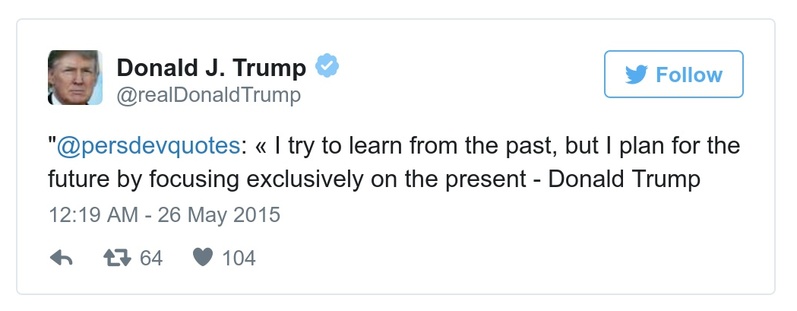 Donald J. Trump
@realDonaldTrump
Follow
"@persdevquotes: « I try to learn from the past, but I plan for the
future by focusing exclusively on the present - Donald Trump
12:19 AM - 26 May 2015
64 104